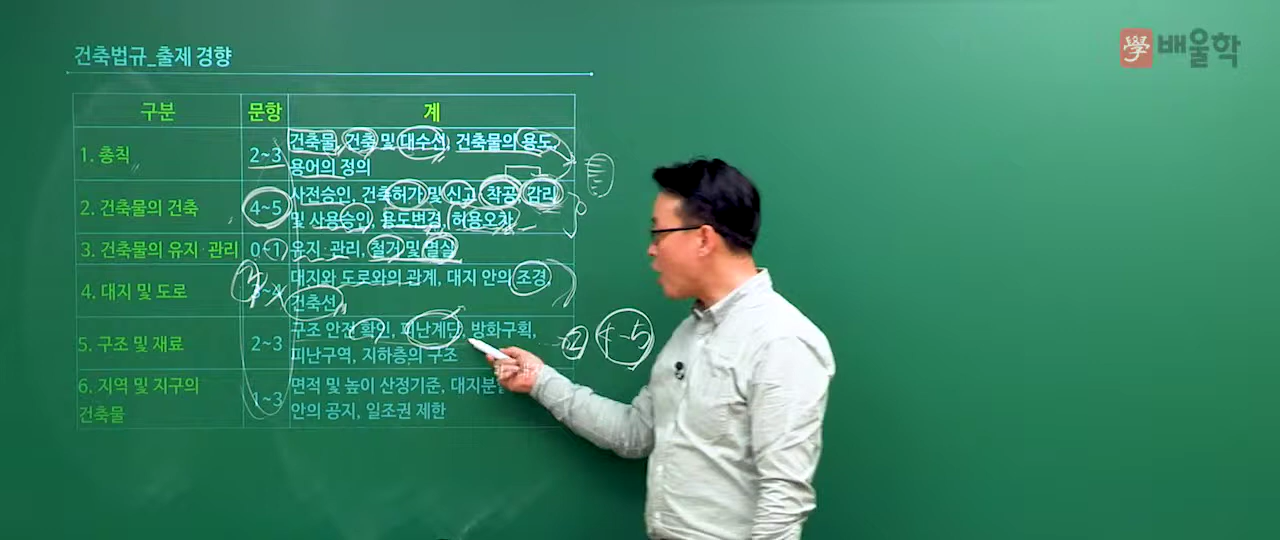 건축법규_출제 경향
學 배울학
구분 문항 계
1. 총칙 2~3 건축물, 건축 및 대수선, 건축물의 용도,
용어의 정의
2. 건축물의 건축 4~5 사전승인, 건축허가 및 신고, 착공, 감리
및 사용승인, 용도변경, 허용오차
3. 건축물의 유지·관리 0~1 유지·관리, 철거 및 멸실
4. 대지 및 도로 3~4 대지와 도로와의 관계, 대지 안의 조경,
건축선
5. 구조 및 재료 2~3 구조 안전 확인, 피난계단, 방화구획,
피난구역, 지하층의 구조
② 4-5
6. 지역 및 지구의
건축물 1~3 면적 및 높이 산정기준, 대지분
안의 공지, 일조권 제한